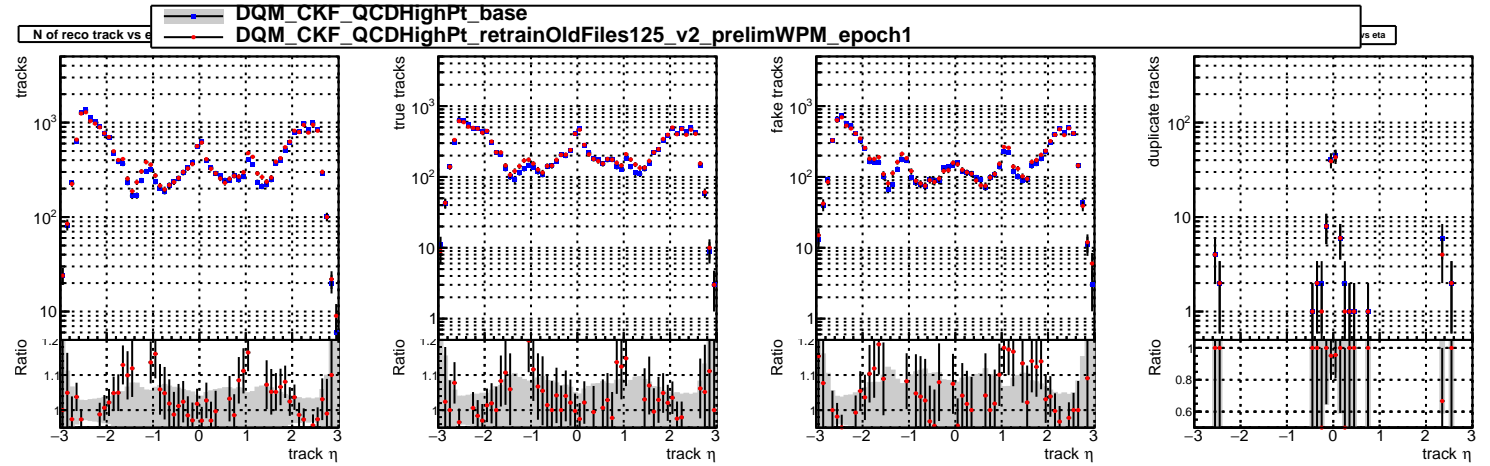 DQM_CKF_QCDHighPt_base
DQM_CKF_QCDHighPt_retrainOldFiles125_v2_prelimWPM_epoch1
N of reco track vs e
vs eta
tracks
10³
10²
10
Ratio
1.2
1.1
1
−3 −2 −1 0 1 2 3
track η
true tracks
10³
10²
10
1
Ratio
1.2
1.1
1
−3 −2 −1 0 1 2 3
track η
fake tracks
10³
10²
10
1
Ratio
1.2
1.1
1
−3 −2 −1 0 1 2 3
track η
duplicate tracks
10²
10
1
Ratio
1
0.8
0.6
−3 −2 −1 0 1 2 3
track η